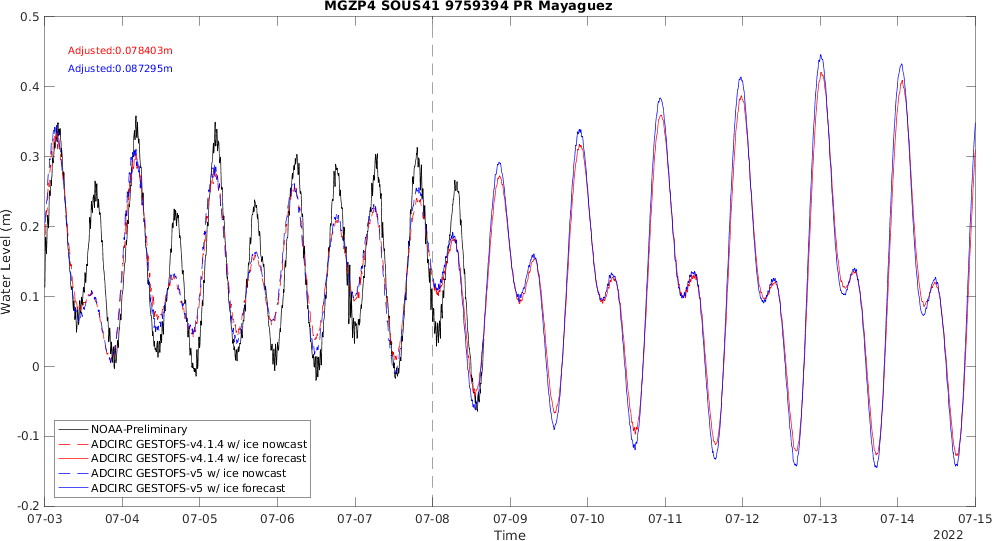 MGZP4 SOUS41 9759394 PR Mayaguez
Adjusted:0.078403m
Adjusted:0.087295m
0.5
0.4
0.3
0.2
0.1
0
-0.1
-0.2
Water Level (m)
NOAA-Preliminary
ADCIRC GESTOFS-v4.1.4 w/ ice nowcast
ADCIRC GESTOFS-v4.1.4 w/ ice forecast
ADCIRC GESTOFS-v5 w/ ice nowcast
ADCIRC GESTOFS-v5 w/ ice forecast
07-03 07-04 07-05 07-06 07-07 07-08 07-09 07-10 07-11 07-12 07-13 07-14 07-15
Time
2022